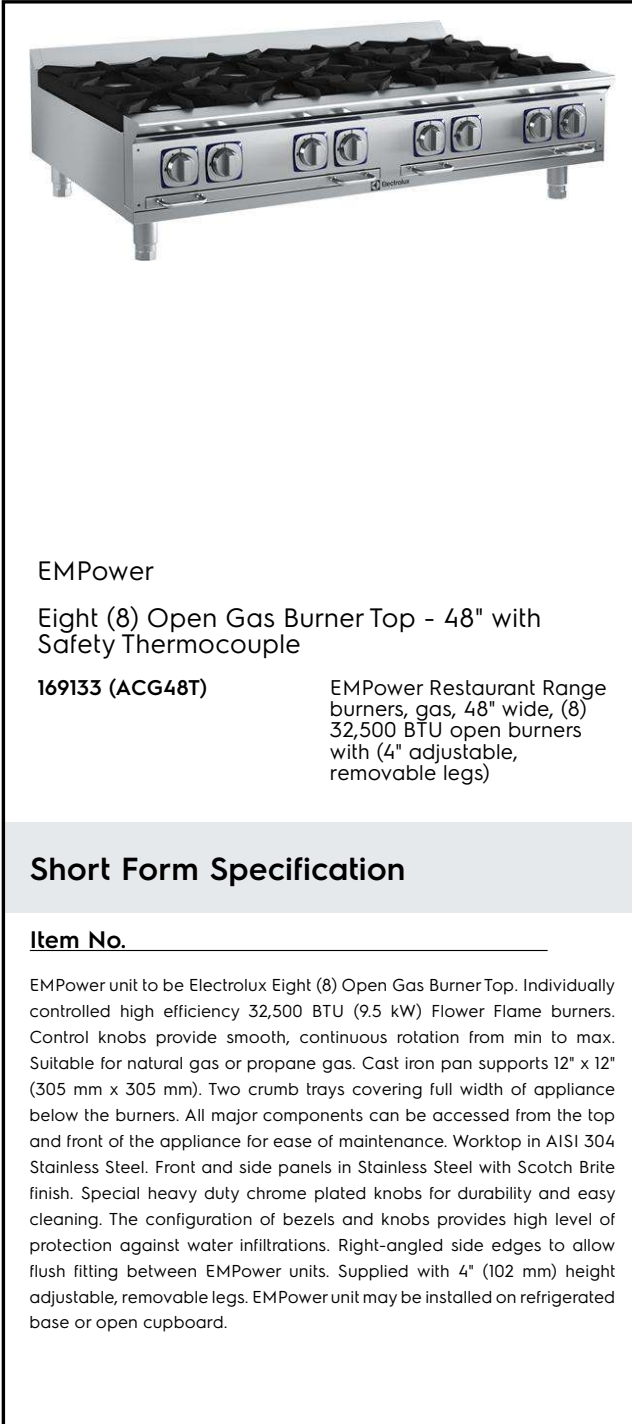 Electrolux
EMPower
Eight (8) Open Gas Burner Top - 48" with
Safety Thermocouple
169133 (ACG48T)
EMPower Restaurant Range
burners, gas, 48" wide, (8)
32,500 BTU open burners
with (4" adjustable,
removable legs)
Short Form Specification
Item No.
EMPower unit to be Electrolux Eight (8) Open Gas Burner Top. Individually
controlled high efficiency 32,500 BTU (9.5 kW) Flower Flame burners.
Control knobs provide smooth, continuous rotation from min to max.
Suitable for natural gas or propane gas. Cast iron pan supports 12" x 12"
(305 mm x 305 mm). Two crumb trays covering full width of appliance
below the burners. All major components can be accessed from the top
and front of the appliance for ease of maintenance. Worktop in AISI 304
Stainless Steel. Front and side panels in Stainless Steel with Scotch Brite
finish. Special heavy duty chrome plated knobs for durability and easy
cleaning. The configuration of bezels and knobs provides high level of
protection against water infiltrations. Right-angled side edges to allow
flush fitting between EMPower units. Supplied with 4" (102 mm) height
adjustable, removable legs. EMPower unit may be installed on refrigerated
base or open cupboard.